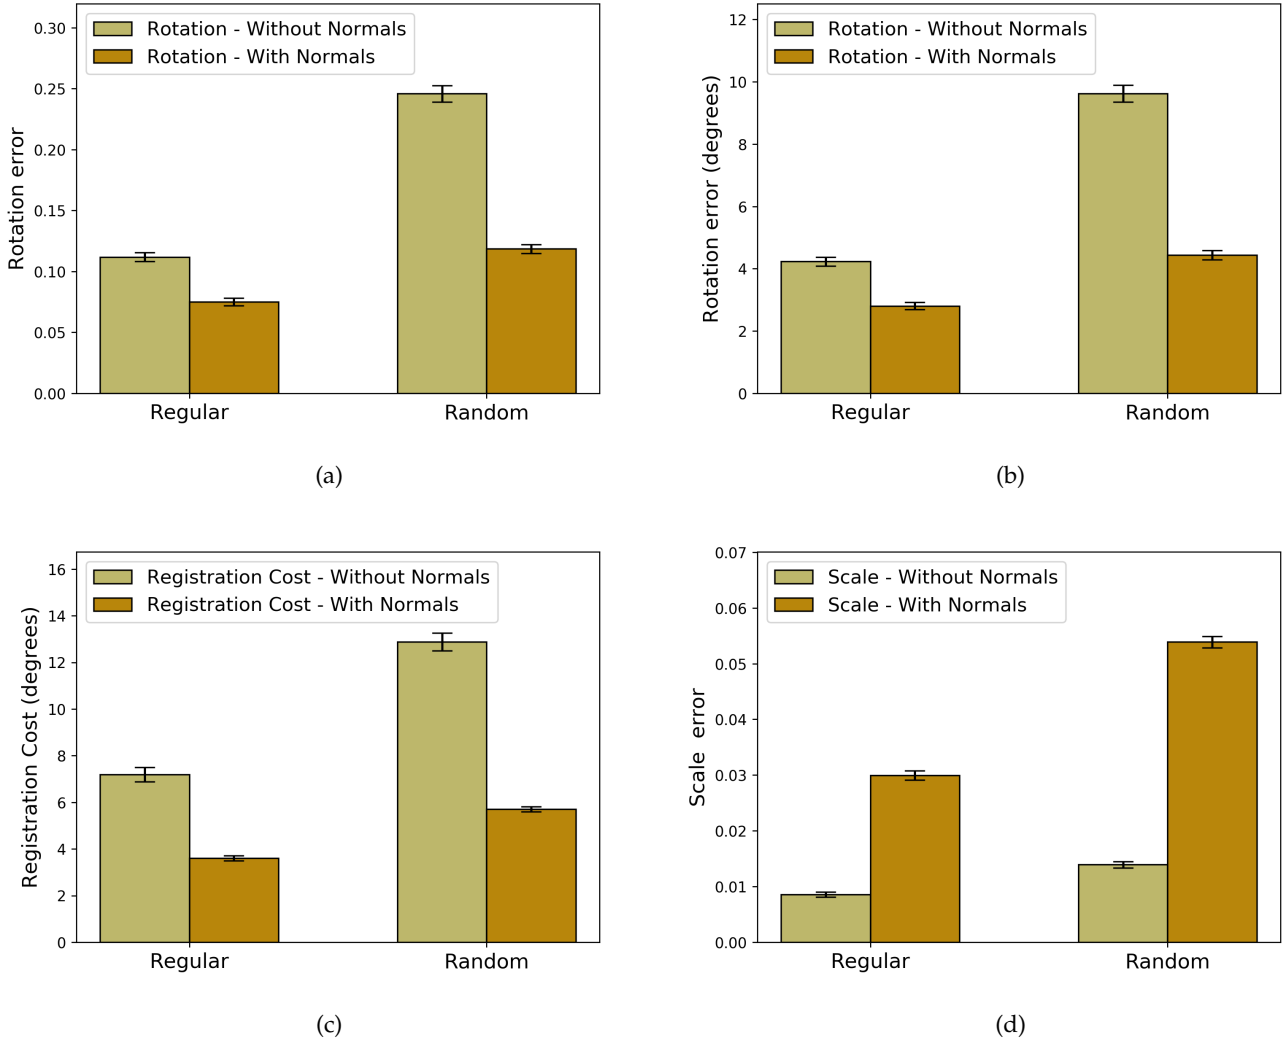 Rotation - Without Normals
Rotation - With Normals
Rotation error
0.30
0.25
0.20
0.15
0.10
0.05
0.00
Regular
Random
(a)
Rotation - Without Normals
Rotation - With Normals
Rotation error (degrees)
12
10
8
6
4
2
0
Regular
Random
(b)
Registration Cost - Without Normals
Registration Cost - With Normals
Registration Cost (degrees)
16
14
12
10
8
6
4
2
0
Regular
Random
(c)
Scale - Without Normals
Scale - With Normals
Scale error
0.07
0.06
0.05
0.04
0.03
0.02
0.01
0.00
Regular
Random
(d)